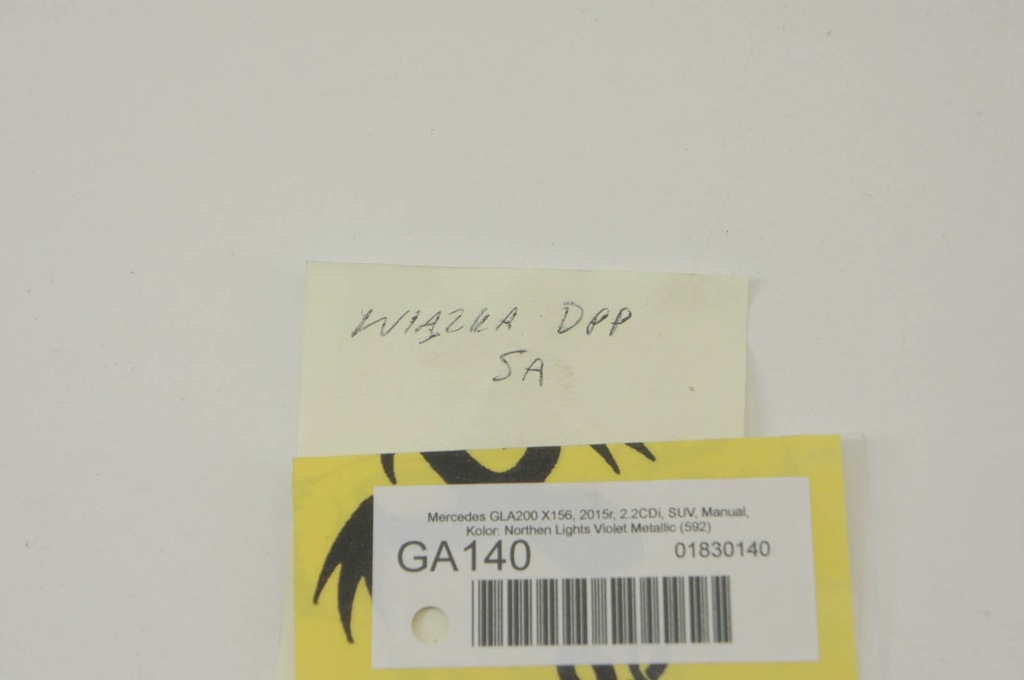 WIĄZKA DPP
SA
Mercedes GLA200 X156, 2015r, 2.2CDi, SUV, Manual,
Kolor: Northen Lights Violet Metallic (592)
GA140 01830140